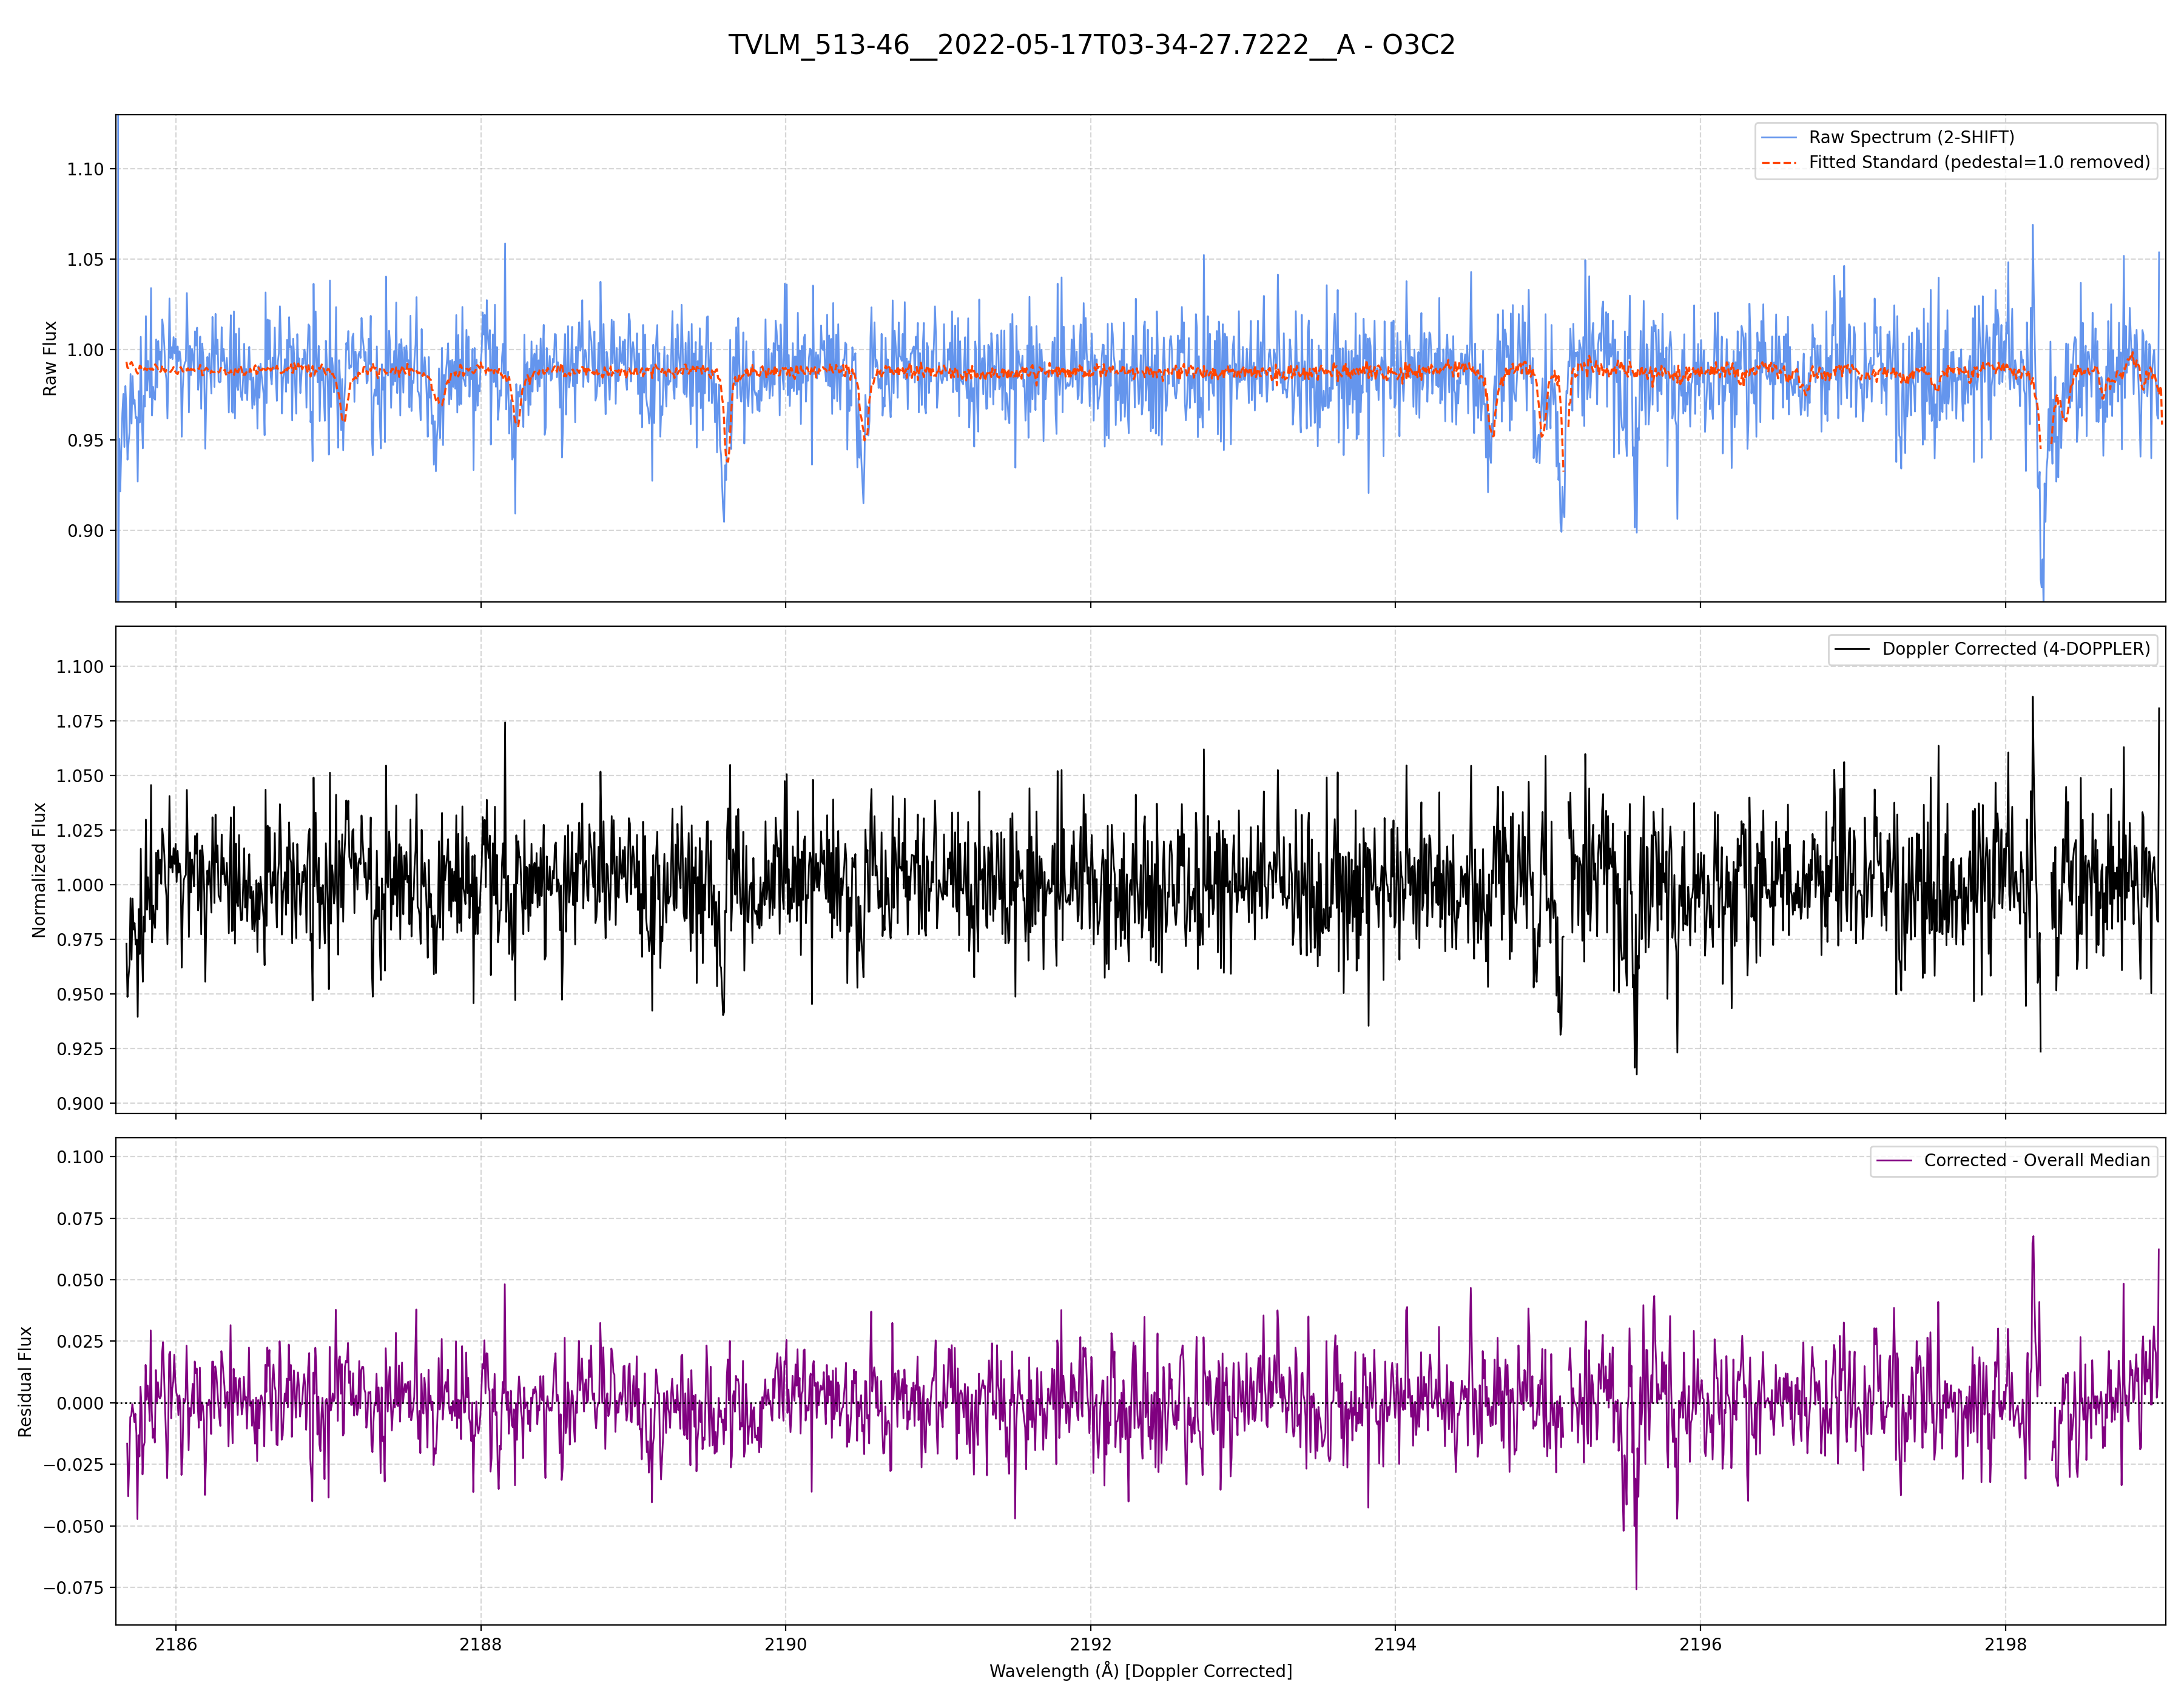 TVLM_513-46__2022-05-17T03-34-27.7222__A - O3C2
Raw Flux
1.10
1.05
1.00
0.95
0.90
Raw Spectrum (2-SHIFT)
Fitted Standard (pedestal=1.0 removed)
Normalized Flux
1.100
1.075
1.050
1.025
1.000
0.975
0.950
0.925
0.900
Doppler Corrected (4-DOPPLER)
Residual Flux
0.100
0.075
0.050
0.025
0.000
−0.025
−0.050
−0.075
Corrected - Overall Median
2186 2188 2190 2192 2194 2196 2198
Wavelength (Å) [Doppler Corrected]